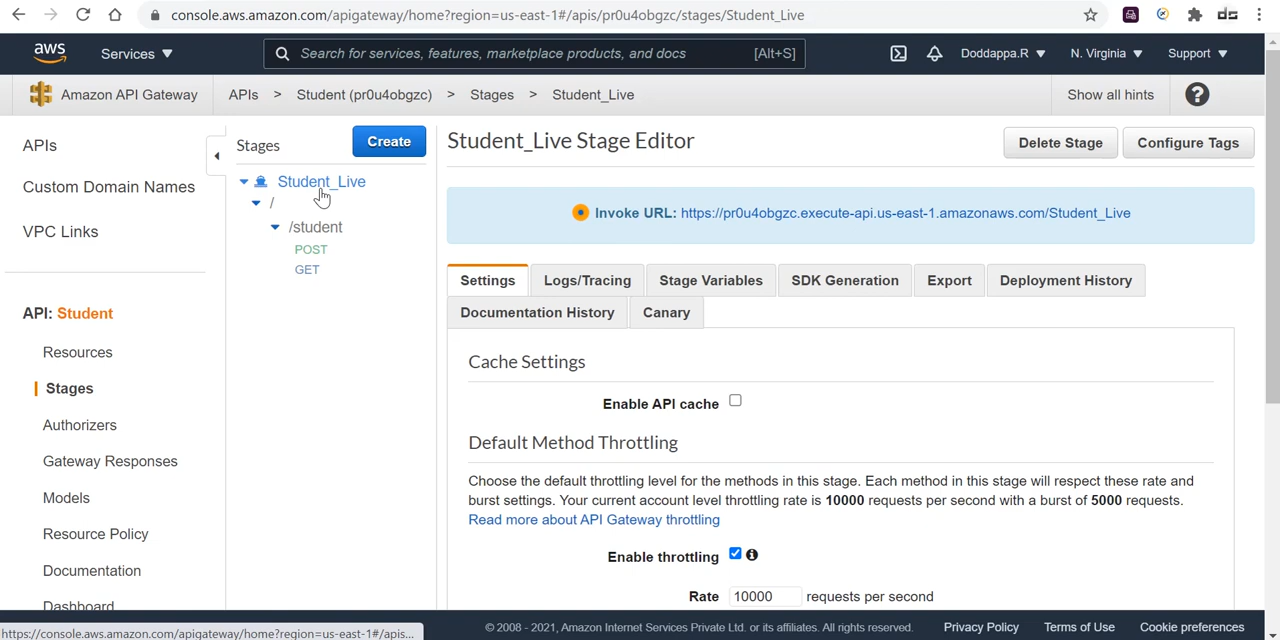 console.aws.amazon.com/apigateway/home?region=us-east-1#/apis/pr0u4obgzc/stages/Student_Live
aws Services ▼ Search for services, features, marketplace products, and docs [Alt+S] Doddappa.R ▼ N. Virginia ▼ Support ▼
Amazon API Gateway APIs > Student (pr0u4obgzc) > Stages > Student_Live Show all hints ?
APIs
Custom Domain Names
VPC Links
API: Student
Resources
Stages
Authorizers
Gateway Responses
Models
Resource Policy
Documentation
Dashboard
Stages Create
Student_Live
/
/student
POST
GET
Student_Live Stage Editor Delete Stage Configure Tags
Invoke URL: https://pr0u4obgzc.execute-api.us-east-1.amazonaws.com/Student_Live
Settings Logs/Tracing Stage Variables SDK Generation Export Deployment History
Documentation History Canary
Cache Settings
Enable API cache
Default Method Throttling
Choose the default throttling level for the methods in this stage. Each method in this stage will respect these rate and
burst settings. Your current account level throttling rate is 10000 requests per second with a burst of 5000 requests.
Read more about API Gateway throttling
Enable throttling
Rate 10000 requests per second
https://console.aws.amazon.com/apigateway/home?region=us-east-1#/apis...
© 2008 - 2021, Amazon Internet Services Private Ltd. or its affiliates. All rights reserved. Privacy Policy Terms of Use Cookie preferences